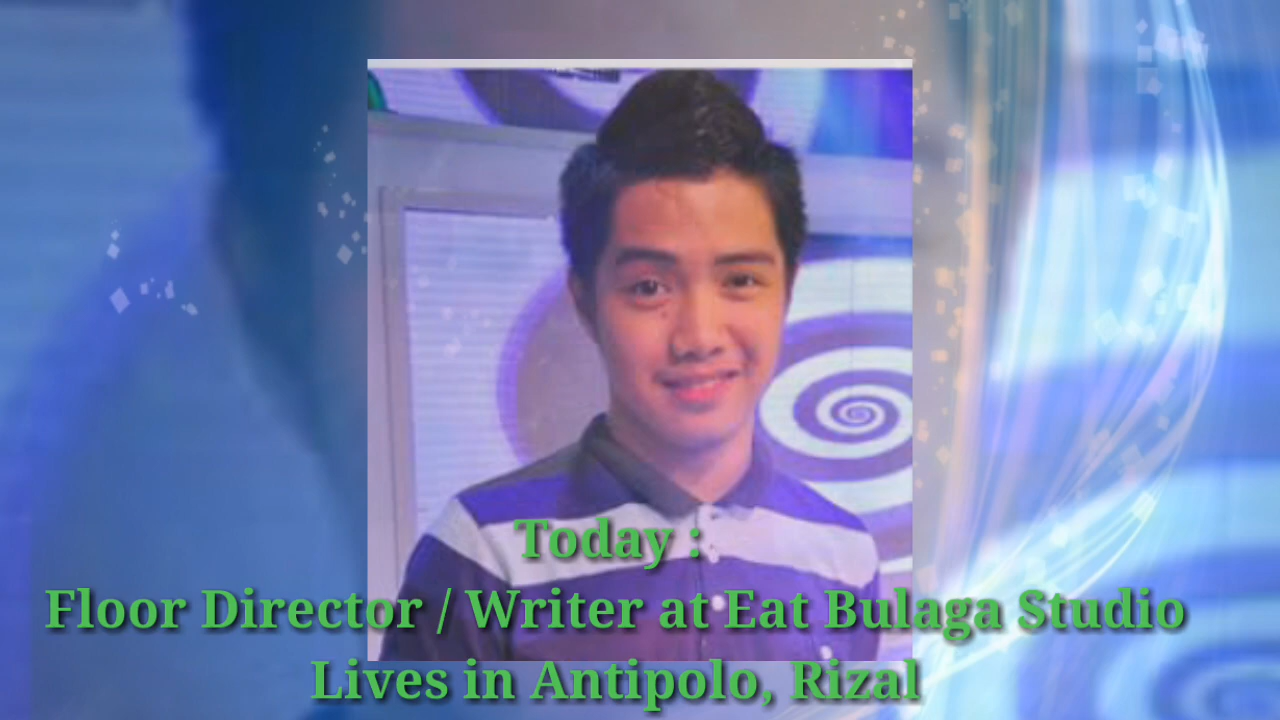 Today :
Floor Director / Writer at Eat Bulaga Studio
Lives in Antipolo, Rizal